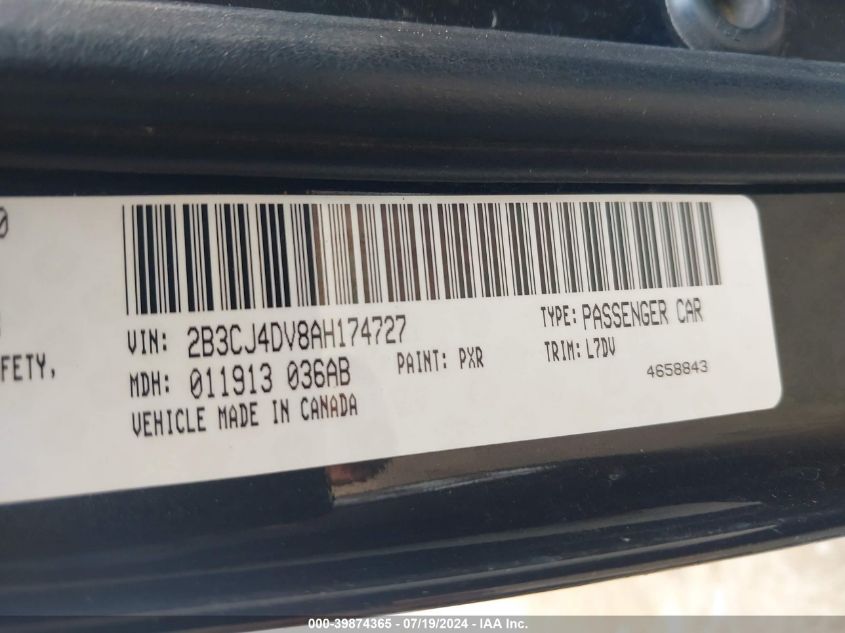 0
FETY,
VIN: 2B3CJ4DV8AH174727
TYPE: PASSENGER CAR
MDH: 011913 036AB
PAINT: PXR
TRIM: L7DV
VEHICLE MADE IN CANADA
4658843
000-39874365 - 07/19/2024 - IAA Inc.